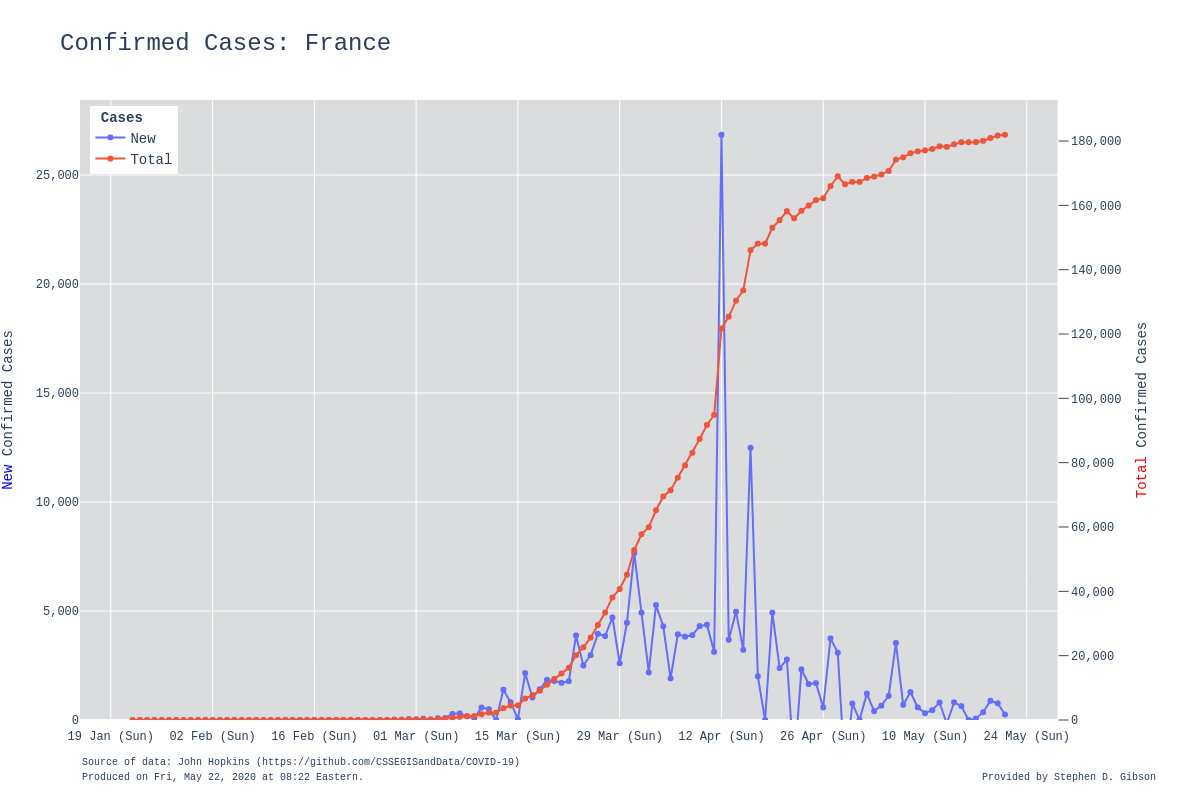 Confirmed Cases: France
Cases
New
Total
25,000
20,000
15,000
10,000
5,000
0
New Confirmed Cases
180,000
160,000
140,000
120,000
100,000
80,000
60,000
40,000
20,000
0
Total Confirmed Cases
19 Jan (Sun) 02 Feb (Sun) 16 Feb (Sun) 01 Mar (Sun) 15 Mar (Sun) 29 Mar (Sun) 12 Apr (Sun) 26 Apr (Sun) 10 May (Sun) 24 May (Sun)
Source of data: John Hopkins (https://github.com/CSSEGISandData/COVID-19)
Produced on Fri, May 22, 2020 at 08:22 Eastern.
Provided by Stephen D. Gibson